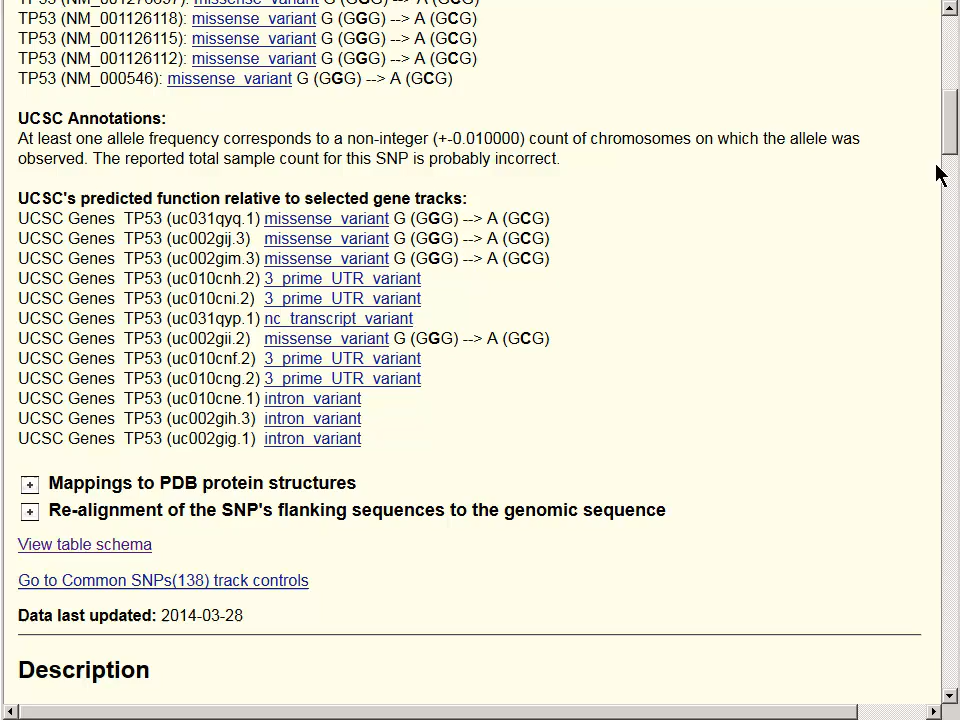 TP53 (NM_001126118): missense_variant G (GGG) --> A (GCG)
TP53 (NM_001126115): missense_variant G (GGG) --> A (GCG)
TP53 (NM_001126112): missense_variant G (GGG) --> A (GCG)
TP53 (NM_000546): missense_variant G (GGG) --> A (GCG)
UCSC Annotations:
At least one allele frequency corresponds to a non-integer (+-0.010000) count of chromosomes on which the allele was
observed. The reported total sample count for this SNP is probably incorrect.
UCSC's predicted function relative to selected gene tracks:
UCSC Genes TP53 (uc031qyq.1) missense_variant G (GGG) --> A (GCG)
UCSC Genes TP53 (uc002gij.3) missense_variant G (GGG) --> A (GCG)
UCSC Genes TP53 (uc002gim.3) missense_variant G (GGG) --> A (GCG)
UCSC Genes TP53 (uc010cnh.2) 3_prime_UTR_variant
UCSC Genes TP53 (uc010cni.2) 3_prime_UTR_variant
UCSC Genes TP53 (uc031qyp.1) nc_transcript_variant
UCSC Genes TP53 (uc002gii.2) missense_variant G (GGG) --> A (GCG)
UCSC Genes TP53 (uc010cnf.2) 3_prime_UTR_variant
UCSC Genes TP53 (uc010cng.2) 3_prime_UTR_variant
UCSC Genes TP53 (uc010cne.1) intron_variant
UCSC Genes TP53 (uc002gih.3) intron_variant
UCSC Genes TP53 (uc002gig.1) intron_variant
+ Mappings to PDB protein structures
+ Re-alignment of the SNP's flanking sequences to the genomic sequence
View table schema
Go to Common SNPs(138) track controls
Data last updated: 2014-03-28
Description